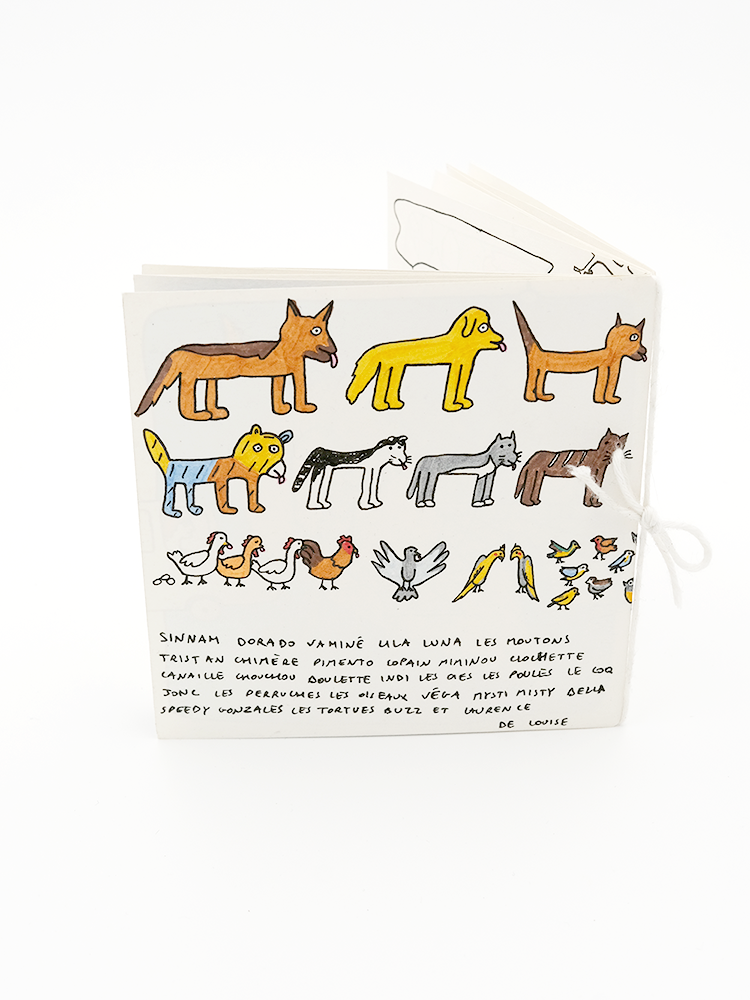 SINNAM DORADO VAMINÉ LILA LUNA LES MOUTONS
TRISTAN CHIMÈRE PIMENTO COPAIN MIMINOU CLOCHETTE
CANAILLE CHOUCHOU BOULETTE INDI LES OIES LES POULES LE COQ
JONC LES PERRUCHES LES OISEAUX VÉGA MYSTI MISTY BELLA
SPEEDY GONZALES LES TORTUES BUZZ ET LAURENCE
DE LOUISE